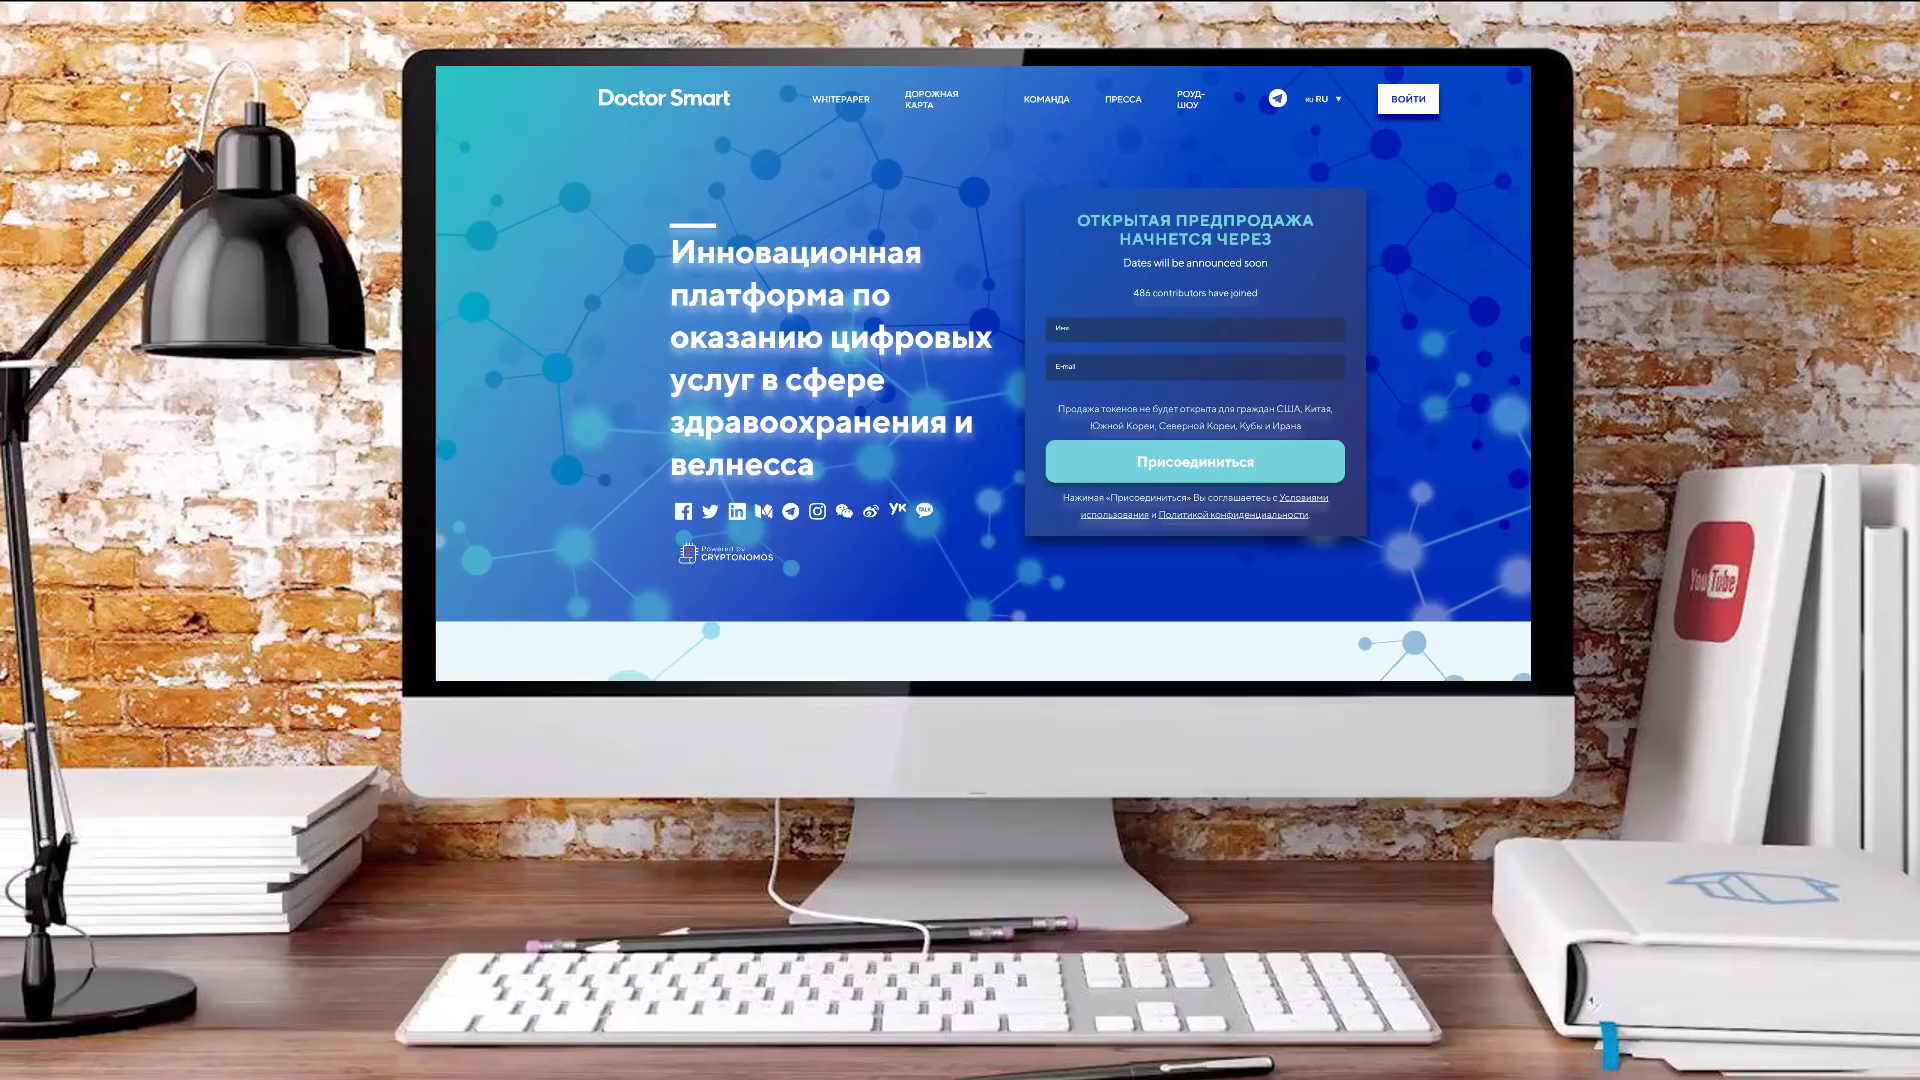 Doctor Smart
WHITEPAPER
ДОРОЖНАЯ
КАРТА
КОМАНДА
ПРЕССА
РОУД-
ШОУ
RU RU
ВОЙТИ
Инновационная
платформа по
оказанию цифровых
услуг в сфере
здравоохранения и
велнесса
Powered by
CRYPTONOMOS
ОТКРЫТАЯ ПРЕДПРОДАЖА
НАЧНЕТСЯ ЧЕРЕЗ
Dates will be announced soon
486 contributors have joined
Имя
E-mail
Продажа токенов не будет открыта для граждан США, Китая,
Южной Кореи, Северной Кореи, Кубы и Ирана
Присоединиться
Нажимая «Присоединиться» Вы соглашаетесь с Условиями
использования и Политикой конфиденциальности.
YouTube